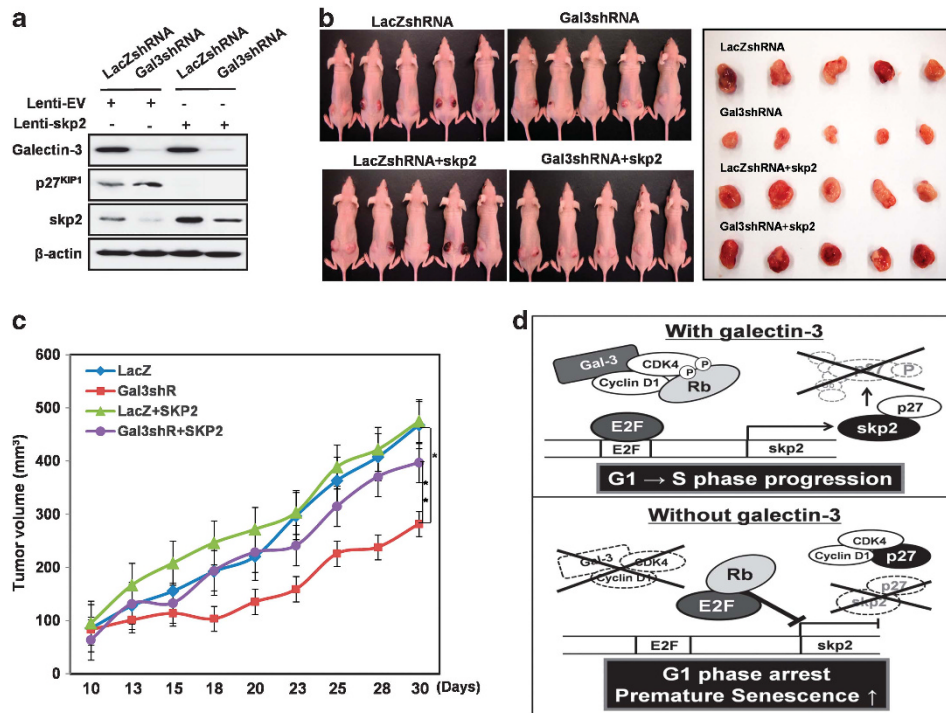 a
LacZshRNA Gal3shRNA LacZshRNA Gal3shRNA
Lenti-EV + + - -
Lenti-skp2 - - + +
Galectin-3
p27KIP1
skp2
β-actin
b
LacZshRNA Gal3shRNA
LacZshRNA+skp2 Gal3shRNA+skp2
LacZshRNA
Gal3shRNA
LacZshRNA+skp2
Gal3shRNA+skp2
c
Tumor volume (mm³)
600
500
400
300
200
100
0
LacZ
Gal3shR
LacZ+SKP2
Gal3shR+SKP2
*
* *
10 13 15 18 20 23 25 28 30 (Days)
d
With galectin-3
Gal-3 CDK4 P P
Cyclin D1 Rb
p27 P
E2F
skp2 p27
E2F skp2
G1 → S phase progression
Without galectin-3
Gal-3 CDK4
Cyclin D1
Rb
E2F
CDK4
Cyclin D1 p27
p27
skp2
E2F skp2
G1 phase arrest
Premature Senescence ↑